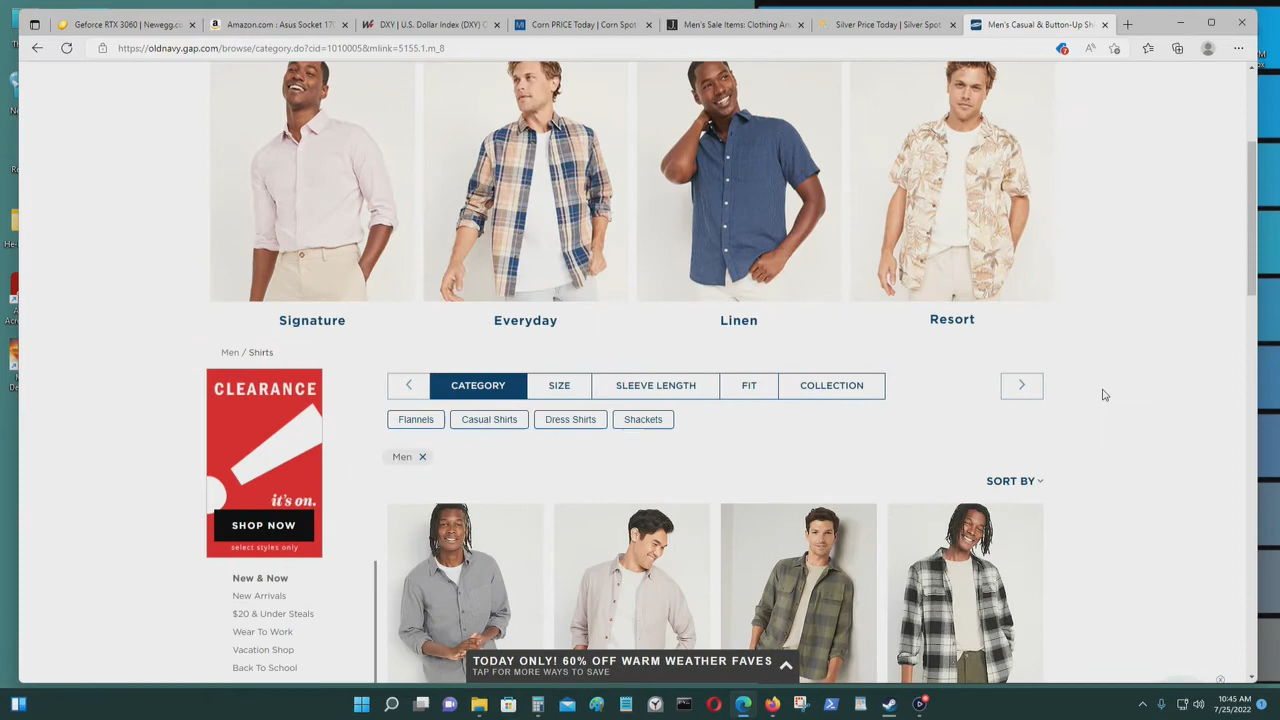 Geforce RTX 3060 | Newegg.co
Amazon.com : Asus Socket 170
DXY | U.S. Dollar Index (DXY) O
Corn PRICE Today | Corn Spot
Men's Sale Items: Clothing An
Silver Price Today | Silver Spot
Men's Casual & Button-Up Sh
https://oldnavy.gap.com/browse/category.do?cid=1010005&mlink=5155.1.m_8
7
Signature
Everyday
Linen
Resort
Men / Shirts
CLEARANCE
it's on.
SHOP NOW
select styles only
CATEGORY
SIZE
SLEEVE LENGTH
FIT
COLLECTION
Flannels
Casual Shirts
Dress Shirts
Shackets
Men
SORT BY
New & Now
New Arrivals
$20 & Under Steals
Wear To Work
Vacation Shop
Back To School
TODAY ONLY! 60% OFF WARM WEATHER FAVES
TAP FOR MORE WAYS TO SAVE
10:45 AM
7/25/2022